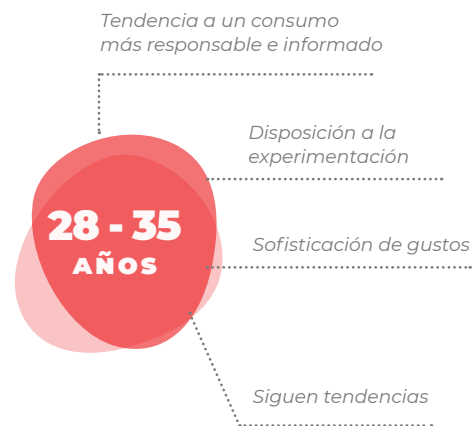 Tendencia a un consumo
más responsable e informado
Disposición a la
experimentación
28 - 35
AÑOS
Sofisticación de gustos
Siguen tendencias